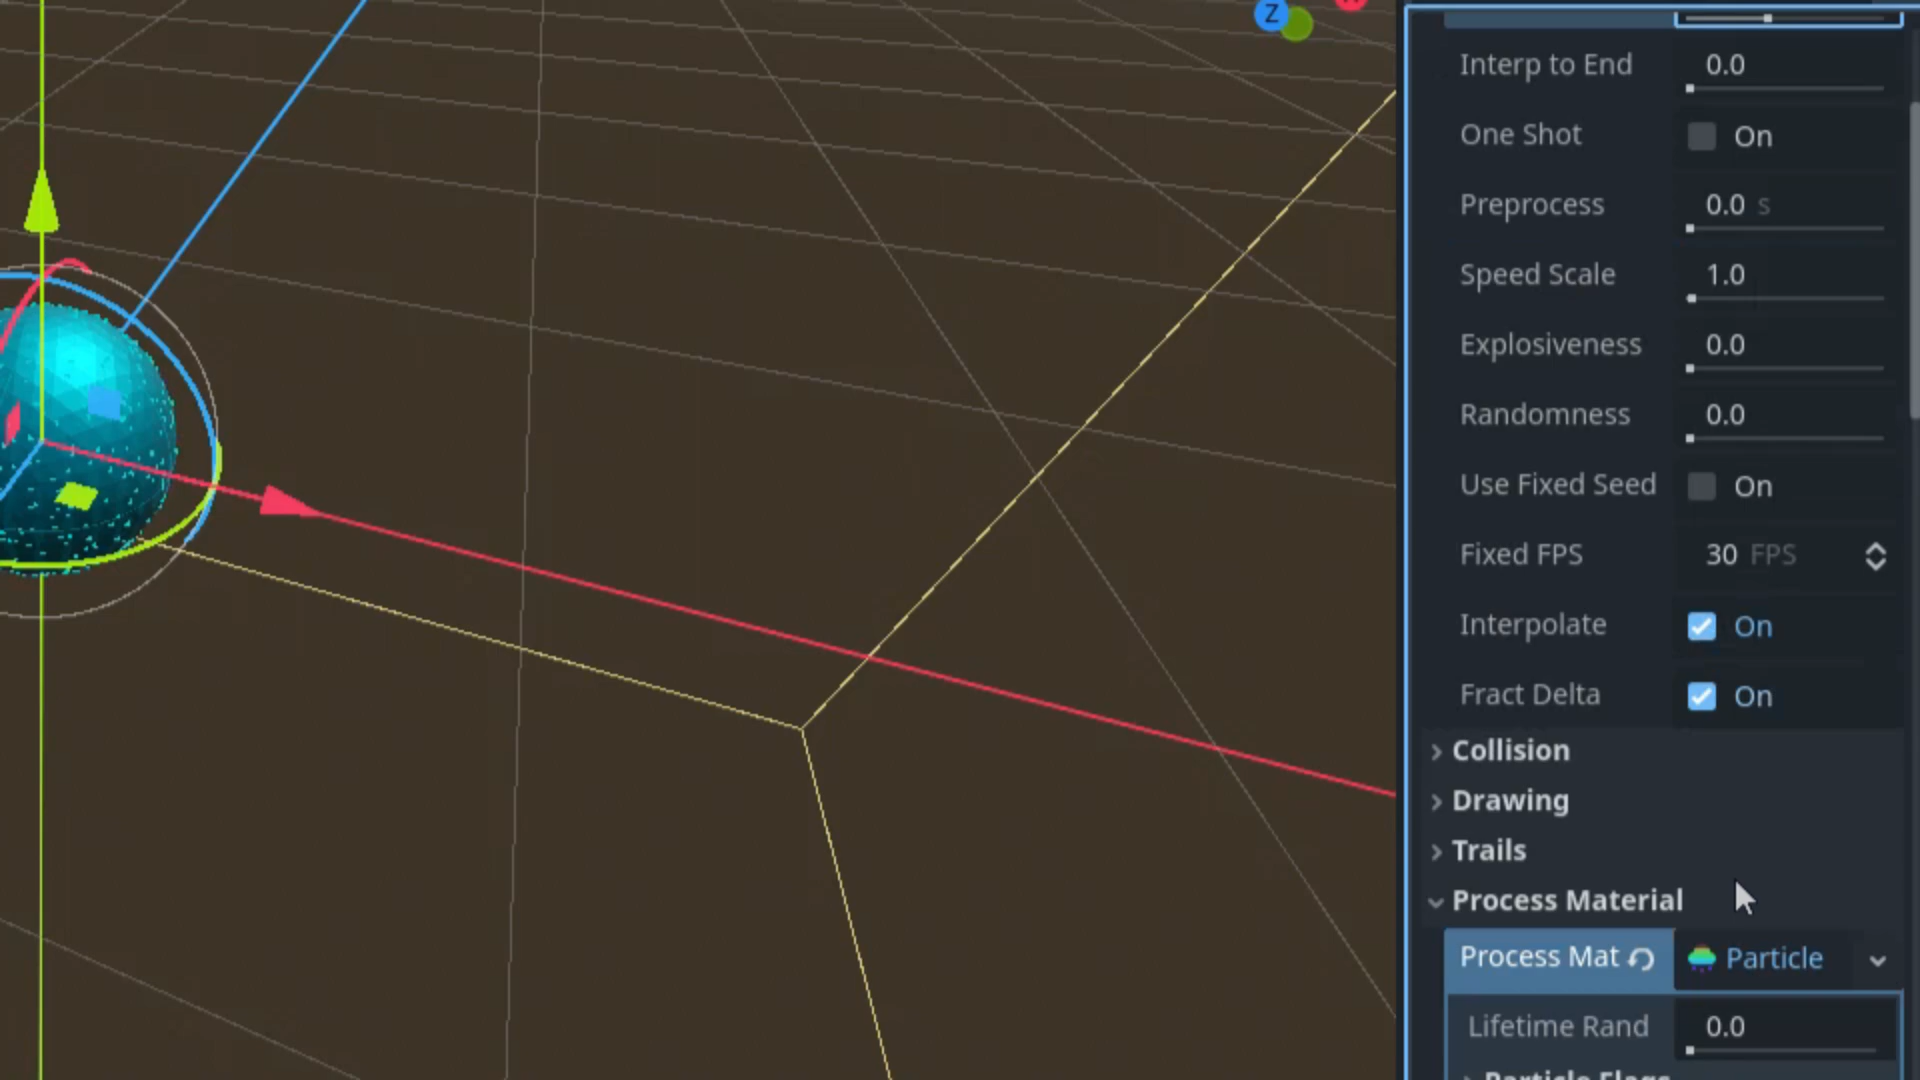 Z
Interp to End 0.0
One Shot On
Preprocess 0.0 s
Speed Scale 1.0
Explosiveness 0.0
Randomness 0.0
Use Fixed Seed On
Fixed FPS 30 FPS
Interpolate On
Fract Delta On
Collision
Drawing
Trails
Process Material
Process Mat Particle
Lifetime Rand 0.0
Particle Flags